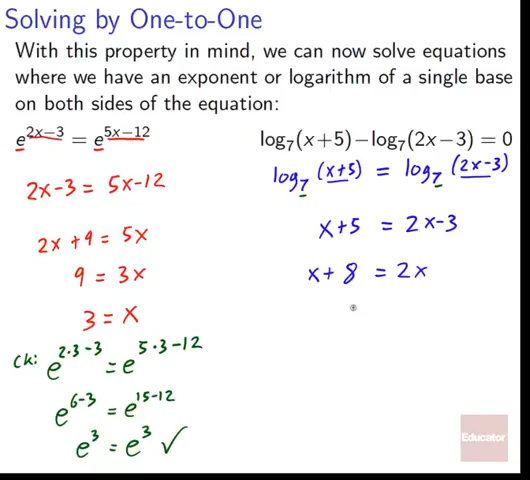 Solving by One-to-One
With this property in mind, we can now solve equations
where we have an exponent or logarithm of a single base
on both sides of the equation:
e^{2x−3} = e^{5x−12}
2x-3 = 5x-12
2x+9 = 5x
9 = 3x
3 = x
ck: e^{2·3-3} = e^{5·3-12}
e^{6-3} = e^{15-12}
e^3 = e^3 ✓
log₇(x+5)−log₇(2x−3) = 0
log₇(x+5) = log₇(2x-3)
x+5 = 2x-3
x+8 = 2x
Educator